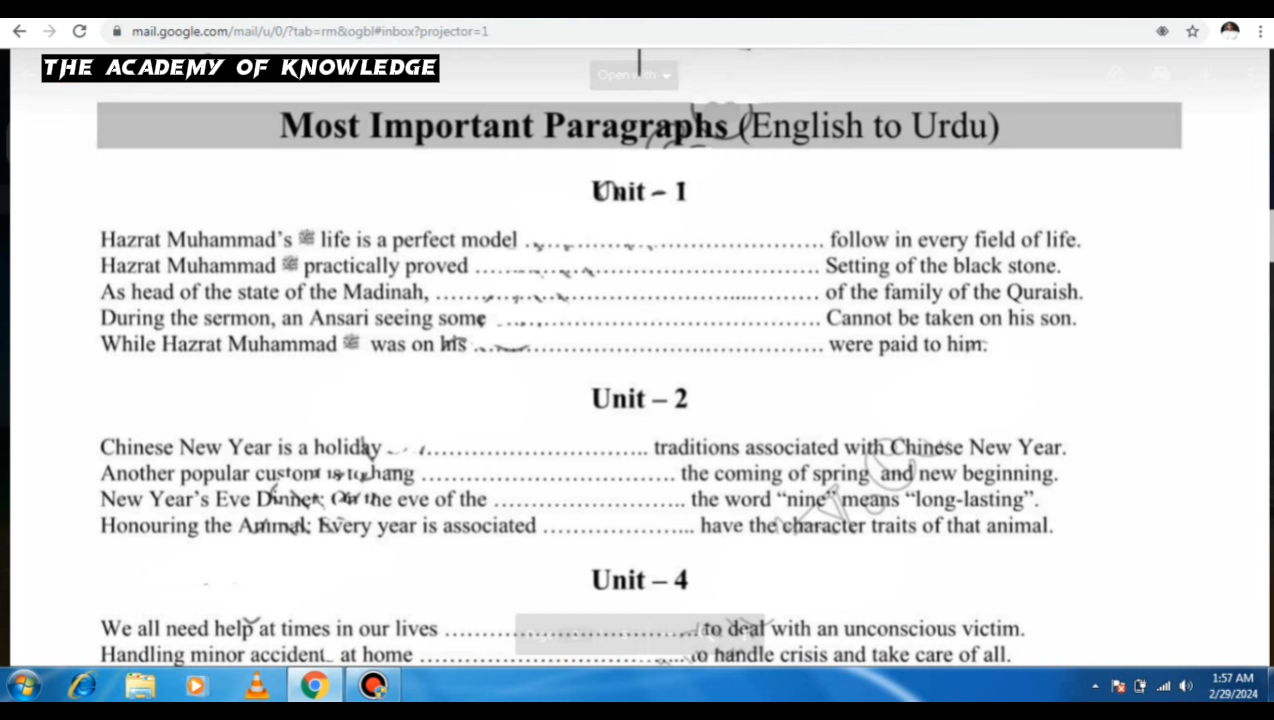 mail.google.com/mail/u/0/?tab=rm&ogbl#inbox?projector=1
THE ACADEMY OF KNOWLEDGE
Open with
Most Important Paragraphs (English to Urdu)
Unit – 1
Hazrat Muhammad's ﷺ life is a perfect model ........................................ follow in every field of life.
Hazrat Muhammad ﷺ practically proved ........................................ Setting of the black stone.
As head of the state of the Madinah, ........................................ of the family of the Quraish.
During the sermon, an Ansari seeing some ........................................ Cannot be taken on his son.
While Hazrat Muhammad ﷺ was on his ........................................ were paid to him.
Unit – 2
Chinese New Year is a holiday .............................. traditions associated with Chinese New Year.
Another popular custom is to hang .............................. the coming of spring and new beginning.
New Year's Eve Dinner: On the eve of the .............................. the word "nine" means "long-lasting".
Honouring the Animal: Every year is associated ...................... have the character traits of that animal.
Unit – 4
We all need help at times in our lives .................................... to deal with an unconscious victim.
Handling minor accident at home .................................... to handle crisis and take care of all.
1:57 AM
2/29/2024